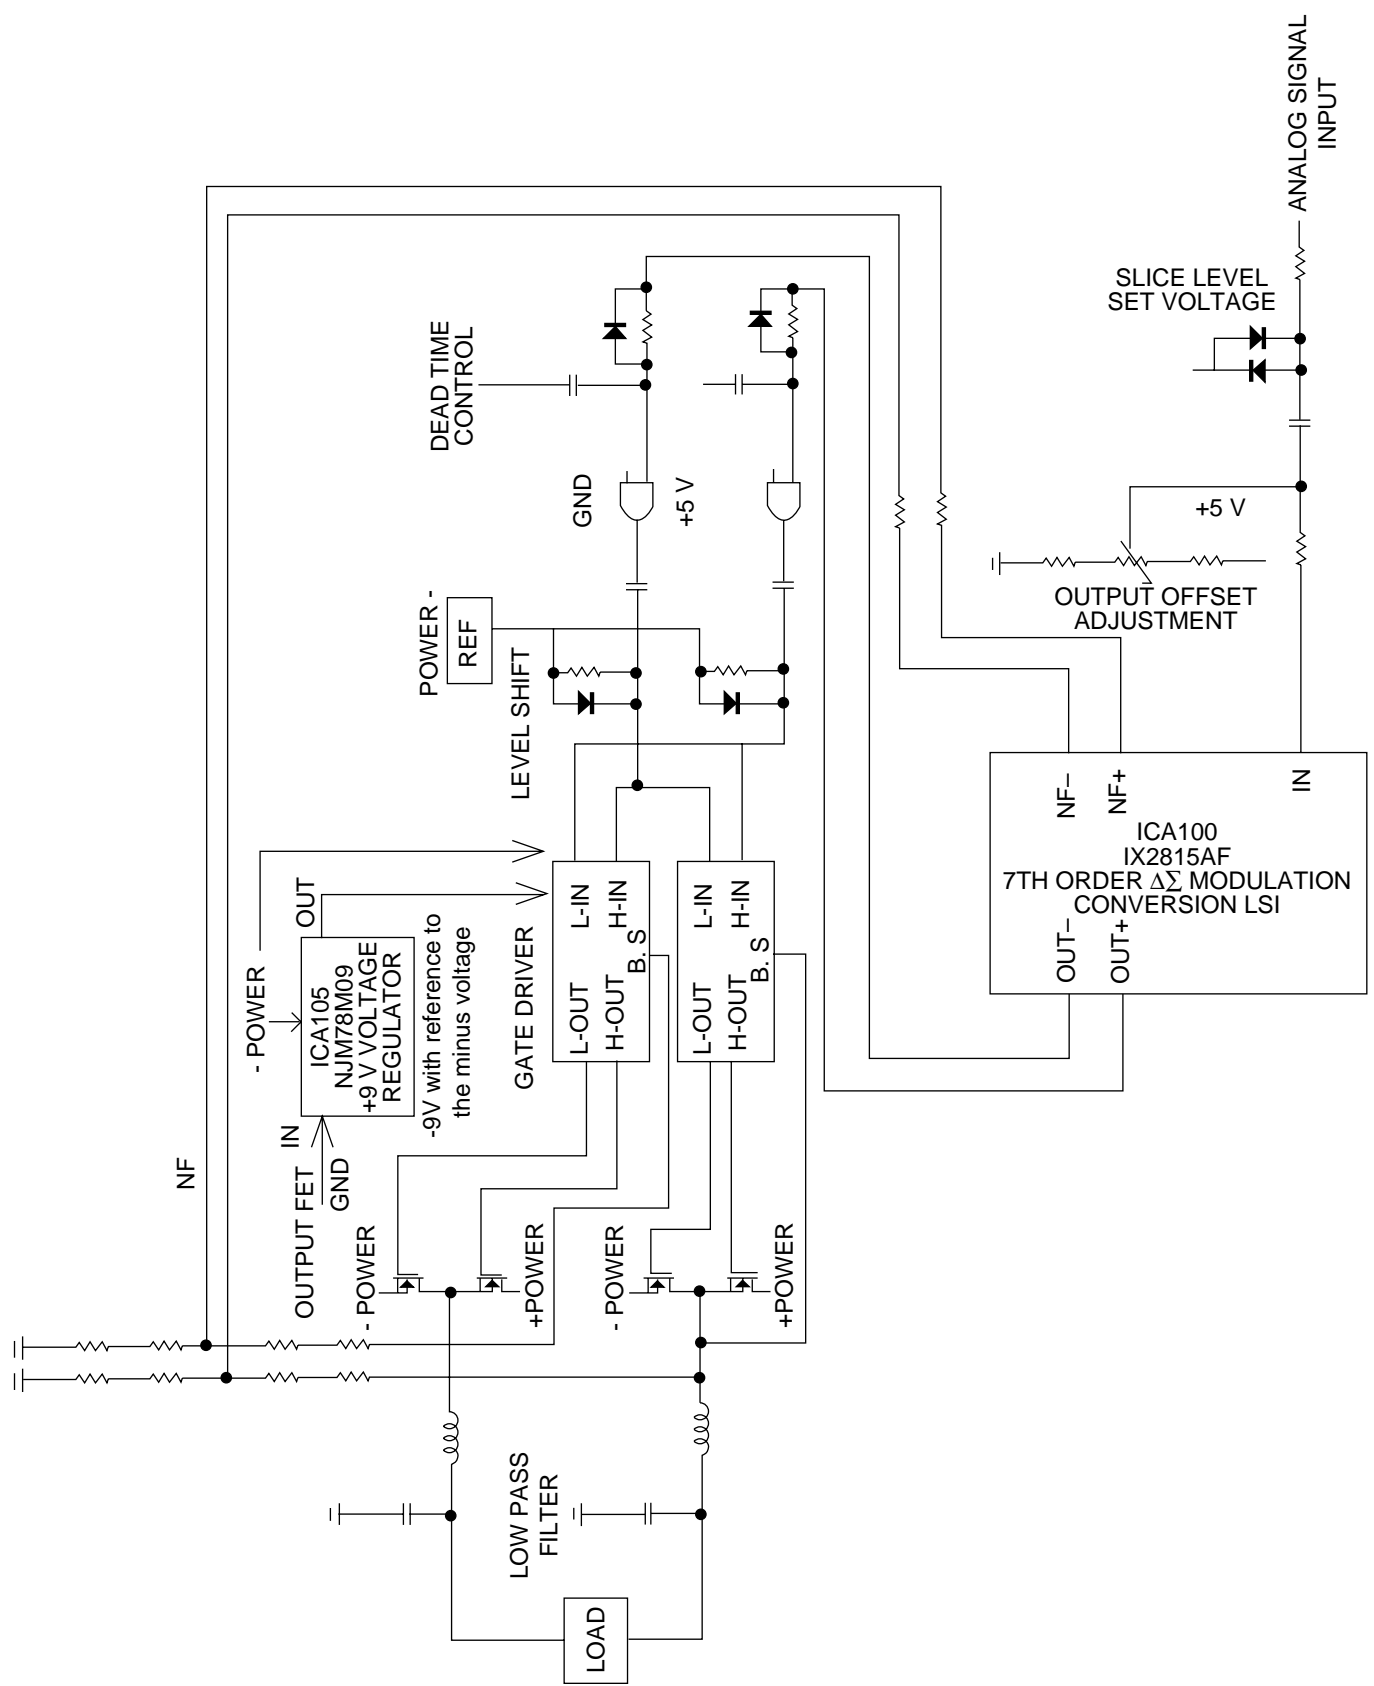 ANALOG SIGNAL
INPUT
SLICE LEVEL
SET VOLTAGE
+5 V
OUTPUT OFFSET
ADJUSTMENT
DEAD TIME
CONTROL
GND
+5 V
POWER -
REF
LEVEL SHIFT
NF–
NF+
IN
ICA100
IX2815AF
7TH ORDER ΔΣ MODULATION
CONVERSION LSI
OUT–
OUT+
- POWER
OUT
ICA105
NJM78M09
+9 V VOLTAGE
REGULATOR
IN
GND
-9V with reference to
the minus voltage
GATE DRIVER
L-IN
H-IN
B. S
L-OUT
H-OUT
L-IN
H-IN
B. S
L-OUT
H-OUT
NF
OUTPUT FET
- POWER
+POWER
- POWER
+POWER
LOW PASS
FILTER
LOAD